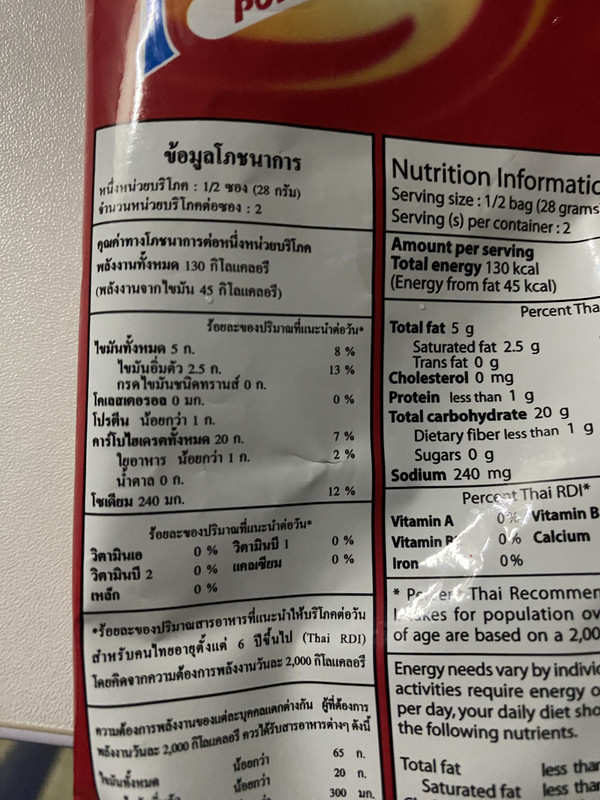 ข้อมูลโภชนาการ
หนึ่งหน่วยบริโภค : 1/2 ซอง (28 กรัม)
จำนวนหน่วยบริโภคต่อซอง : 2
คุณค่าทางโภชนาการต่อหนึ่งหน่วยบริโภค
พลังงานทั้งหมด 130 กิโลแคลอรี
(พลังงานจากไขมัน 45 กิโลแคลอรี)
ร้อยละของปริมาณที่แนะนำต่อวัน*
ไขมันทั้งหมด 5 ก. 8 %
ไขมันอิ่มตัว 2.5 ก. 13 %
กรดไขมันชนิดทรานส์ 0 ก.
โคเลสเตอรอล 0 มก. 0 %
โปรตีน น้อยกว่า 1 ก.
คาร์โบไฮเดรตทั้งหมด 20 ก. 7 %
ใยอาหาร น้อยกว่า 1 ก. 2 %
น้ำตาล 0 ก.
โซเดียม 240 มก. 12 %
ร้อยละของปริมาณที่แนะนำต่อวัน*
วิตามินเอ 0 % วิตามินบี 1 0 %
วิตามินบี 2 0 % แคลเซียม 0 %
เหล็ก 0 %
*ร้อยละของปริมาณสารอาหารที่แนะนำให้บริโภคต่อวัน
สำหรับคนไทยอายุตั้งแต่ 6 ปีขึ้นไป (Thai RDI)
โดยคิดจากความต้องการพลังงานวันละ 2,000 กิโลแคลอรี
ความต้องการพลังงานของแต่ละบุคคลแตกต่างกัน ผู้ที่ต้องการ
พลังงานวันละ 2,000 กิโลแคลอรี ควรได้รับสารอาหารต่างๆ ดังนี้
ไขมันทั้งหมด น้อยกว่า 65 ก.
น้อยกว่า 20 ก.
300 มก.
Nutrition Informatio
Serving size : 1/2 bag (28 grams
Serving (s) per container : 2
Amount per serving
Total energy 130 kcal
(Energy from fat 45 kcal)
Percent Tha
Total fat 5 g
Saturated fat 2.5 g
Trans fat 0 g
Cholesterol 0 mg
Protein less than 1 g
Total carbohydrate 20 g
Dietary fiber less than 1 g
Sugars 0 g
Sodium 240 mg
Percent Thai RDI*
Vitamin A 0% Vitamin B
Vitamin B 0% Calcium
Iron 0%
* Thai Recommen
for population ov
of age are based on a 2,00
Energy needs vary by indivi
activities require energy o
per day, your daily diet sho
the following nutrients.
Total fat less than
Saturated fat less tha